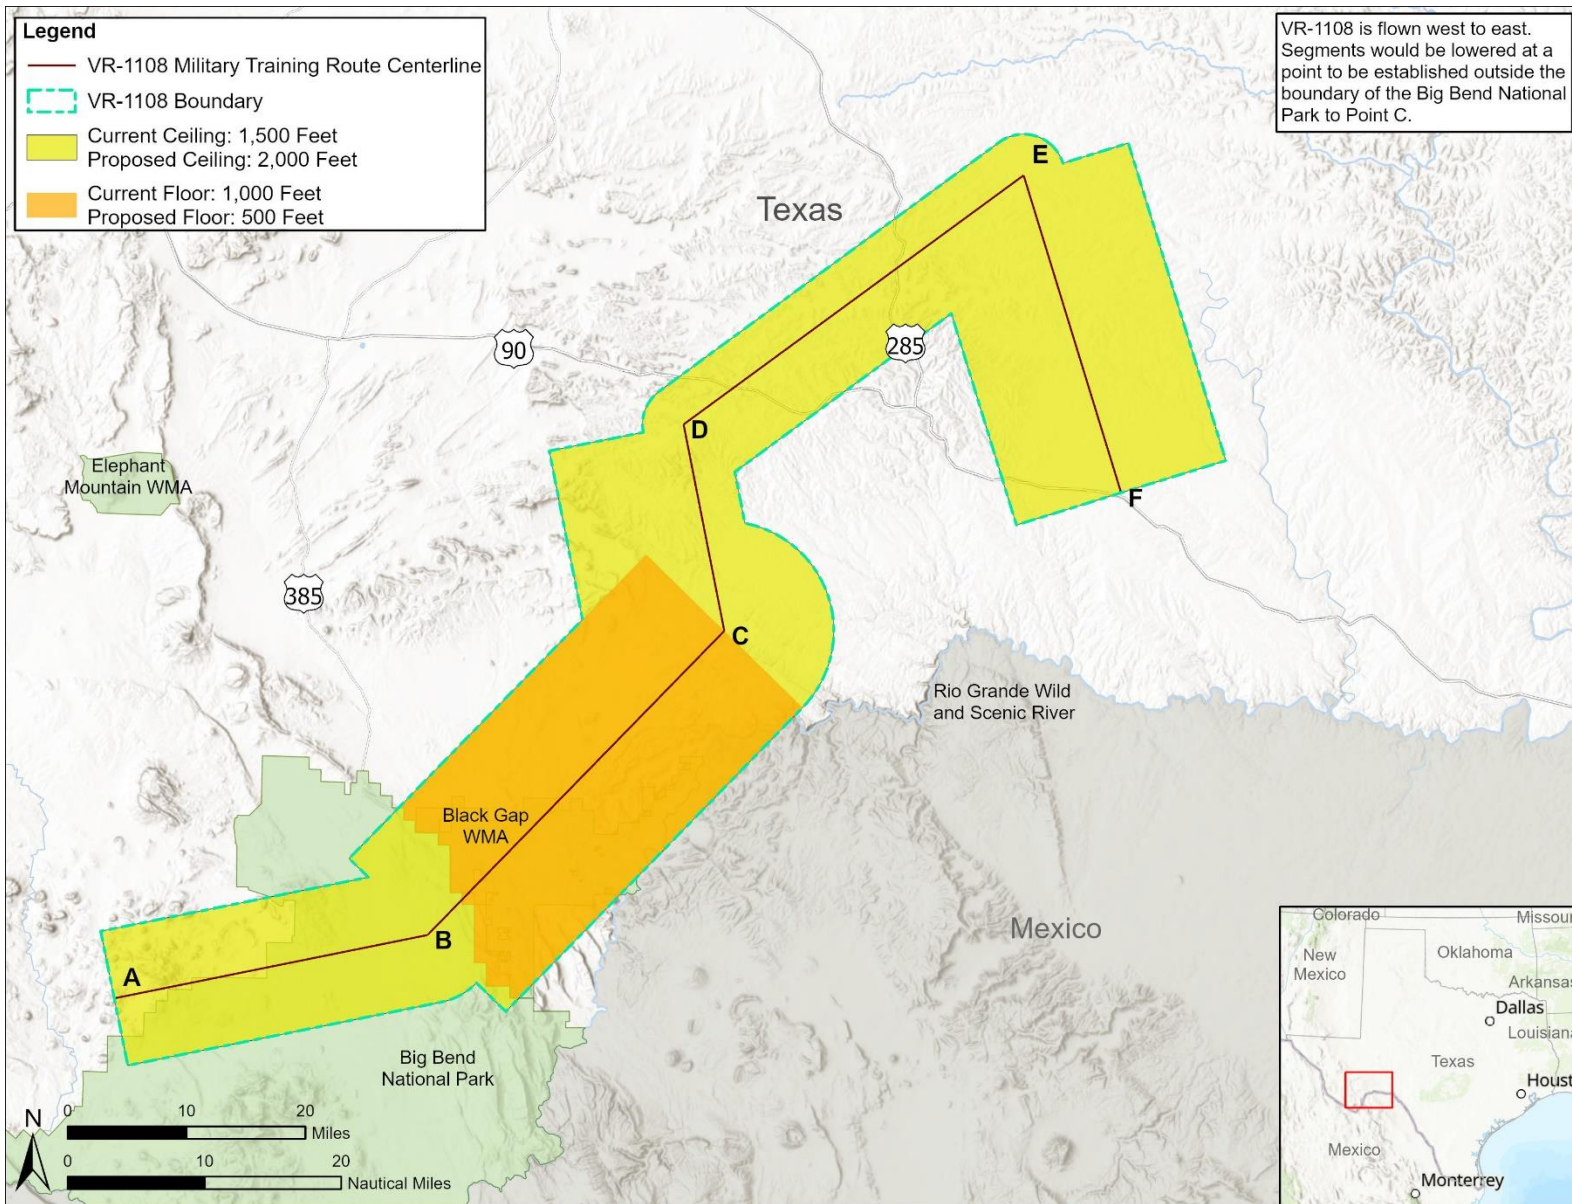 Legend
VR-1108 Military Training Route Centerline
VR-1108 Boundary
Current Ceiling: 1,500 Feet
Proposed Ceiling: 2,000 Feet
Current Floor: 1,000 Feet
Proposed Floor: 500 Feet
VR-1108 is flown west to east.
Segments would be lowered at a
point to be established outside the
boundary of the Big Bend National
Park to Point C.
E
Texas
90
285
D
Elephant
Mountain WMA
F
385
C
Rio Grande Wild
and Scenic River
Black Gap
WMA
Mexico
B
A
Big Bend
National Park
N
0 10 20
Miles
0 10 20
Nautical Miles
Colorado
Missour
New
Mexico
Oklahoma
Arkansas
Dallas
Louisiana
Texas
Houst
Mexico
Monterrey